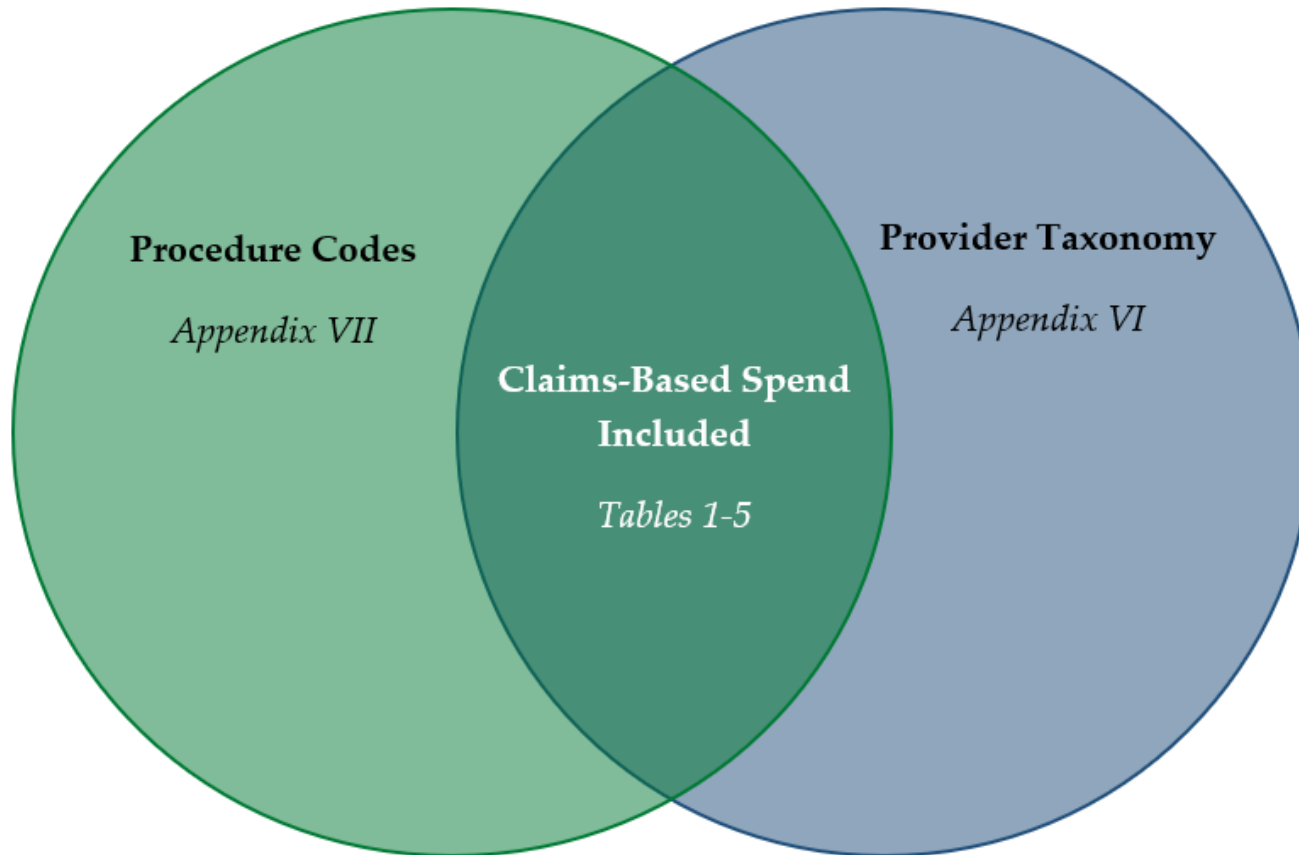 Procedure Codes
Appendix VII
Provider Taxonomy
Appendix VI
Claims-Based Spend
Included
Tables 1-5